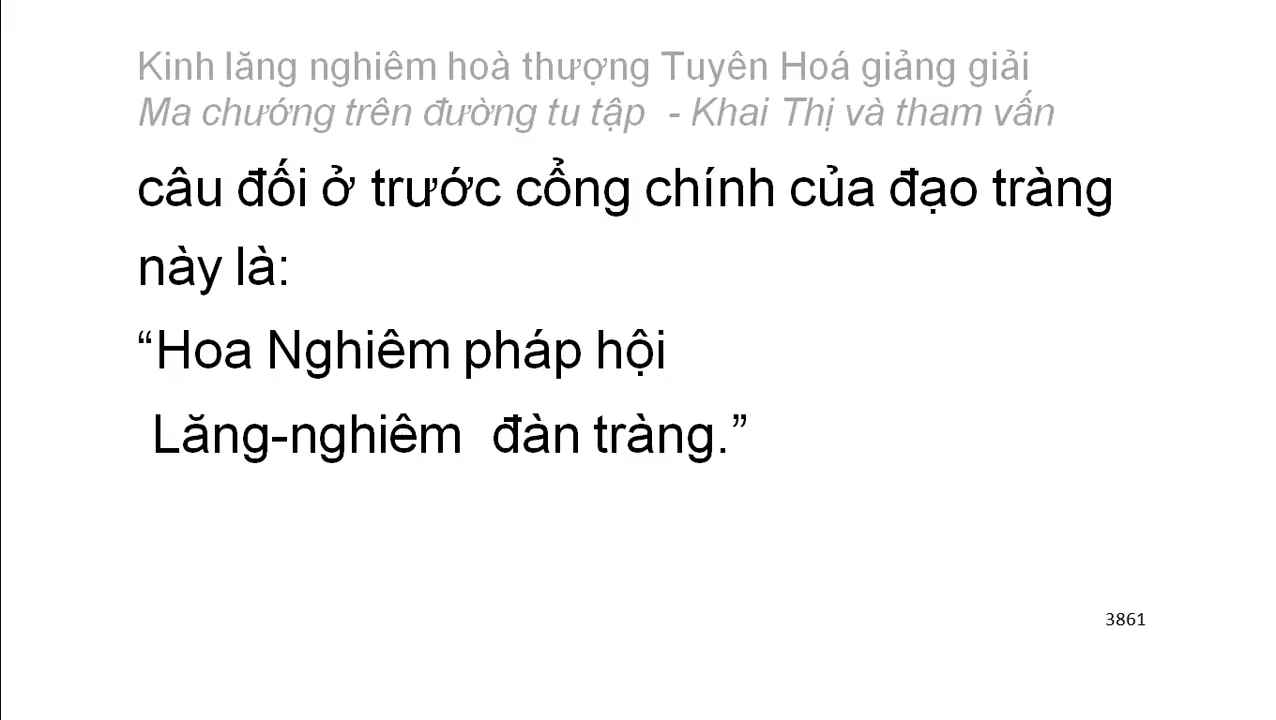 Kinh lăng nghiêm hoà thượng Tuyên Hoá giảng giải
Ma chướng trên đường tu tập - Khai Thị và tham vấn
câu đối ở trước cổng chính của đạo tràng
này là:
“Hoa Nghiêm pháp hội
Lăng-nghiêm đàn tràng.”
3861